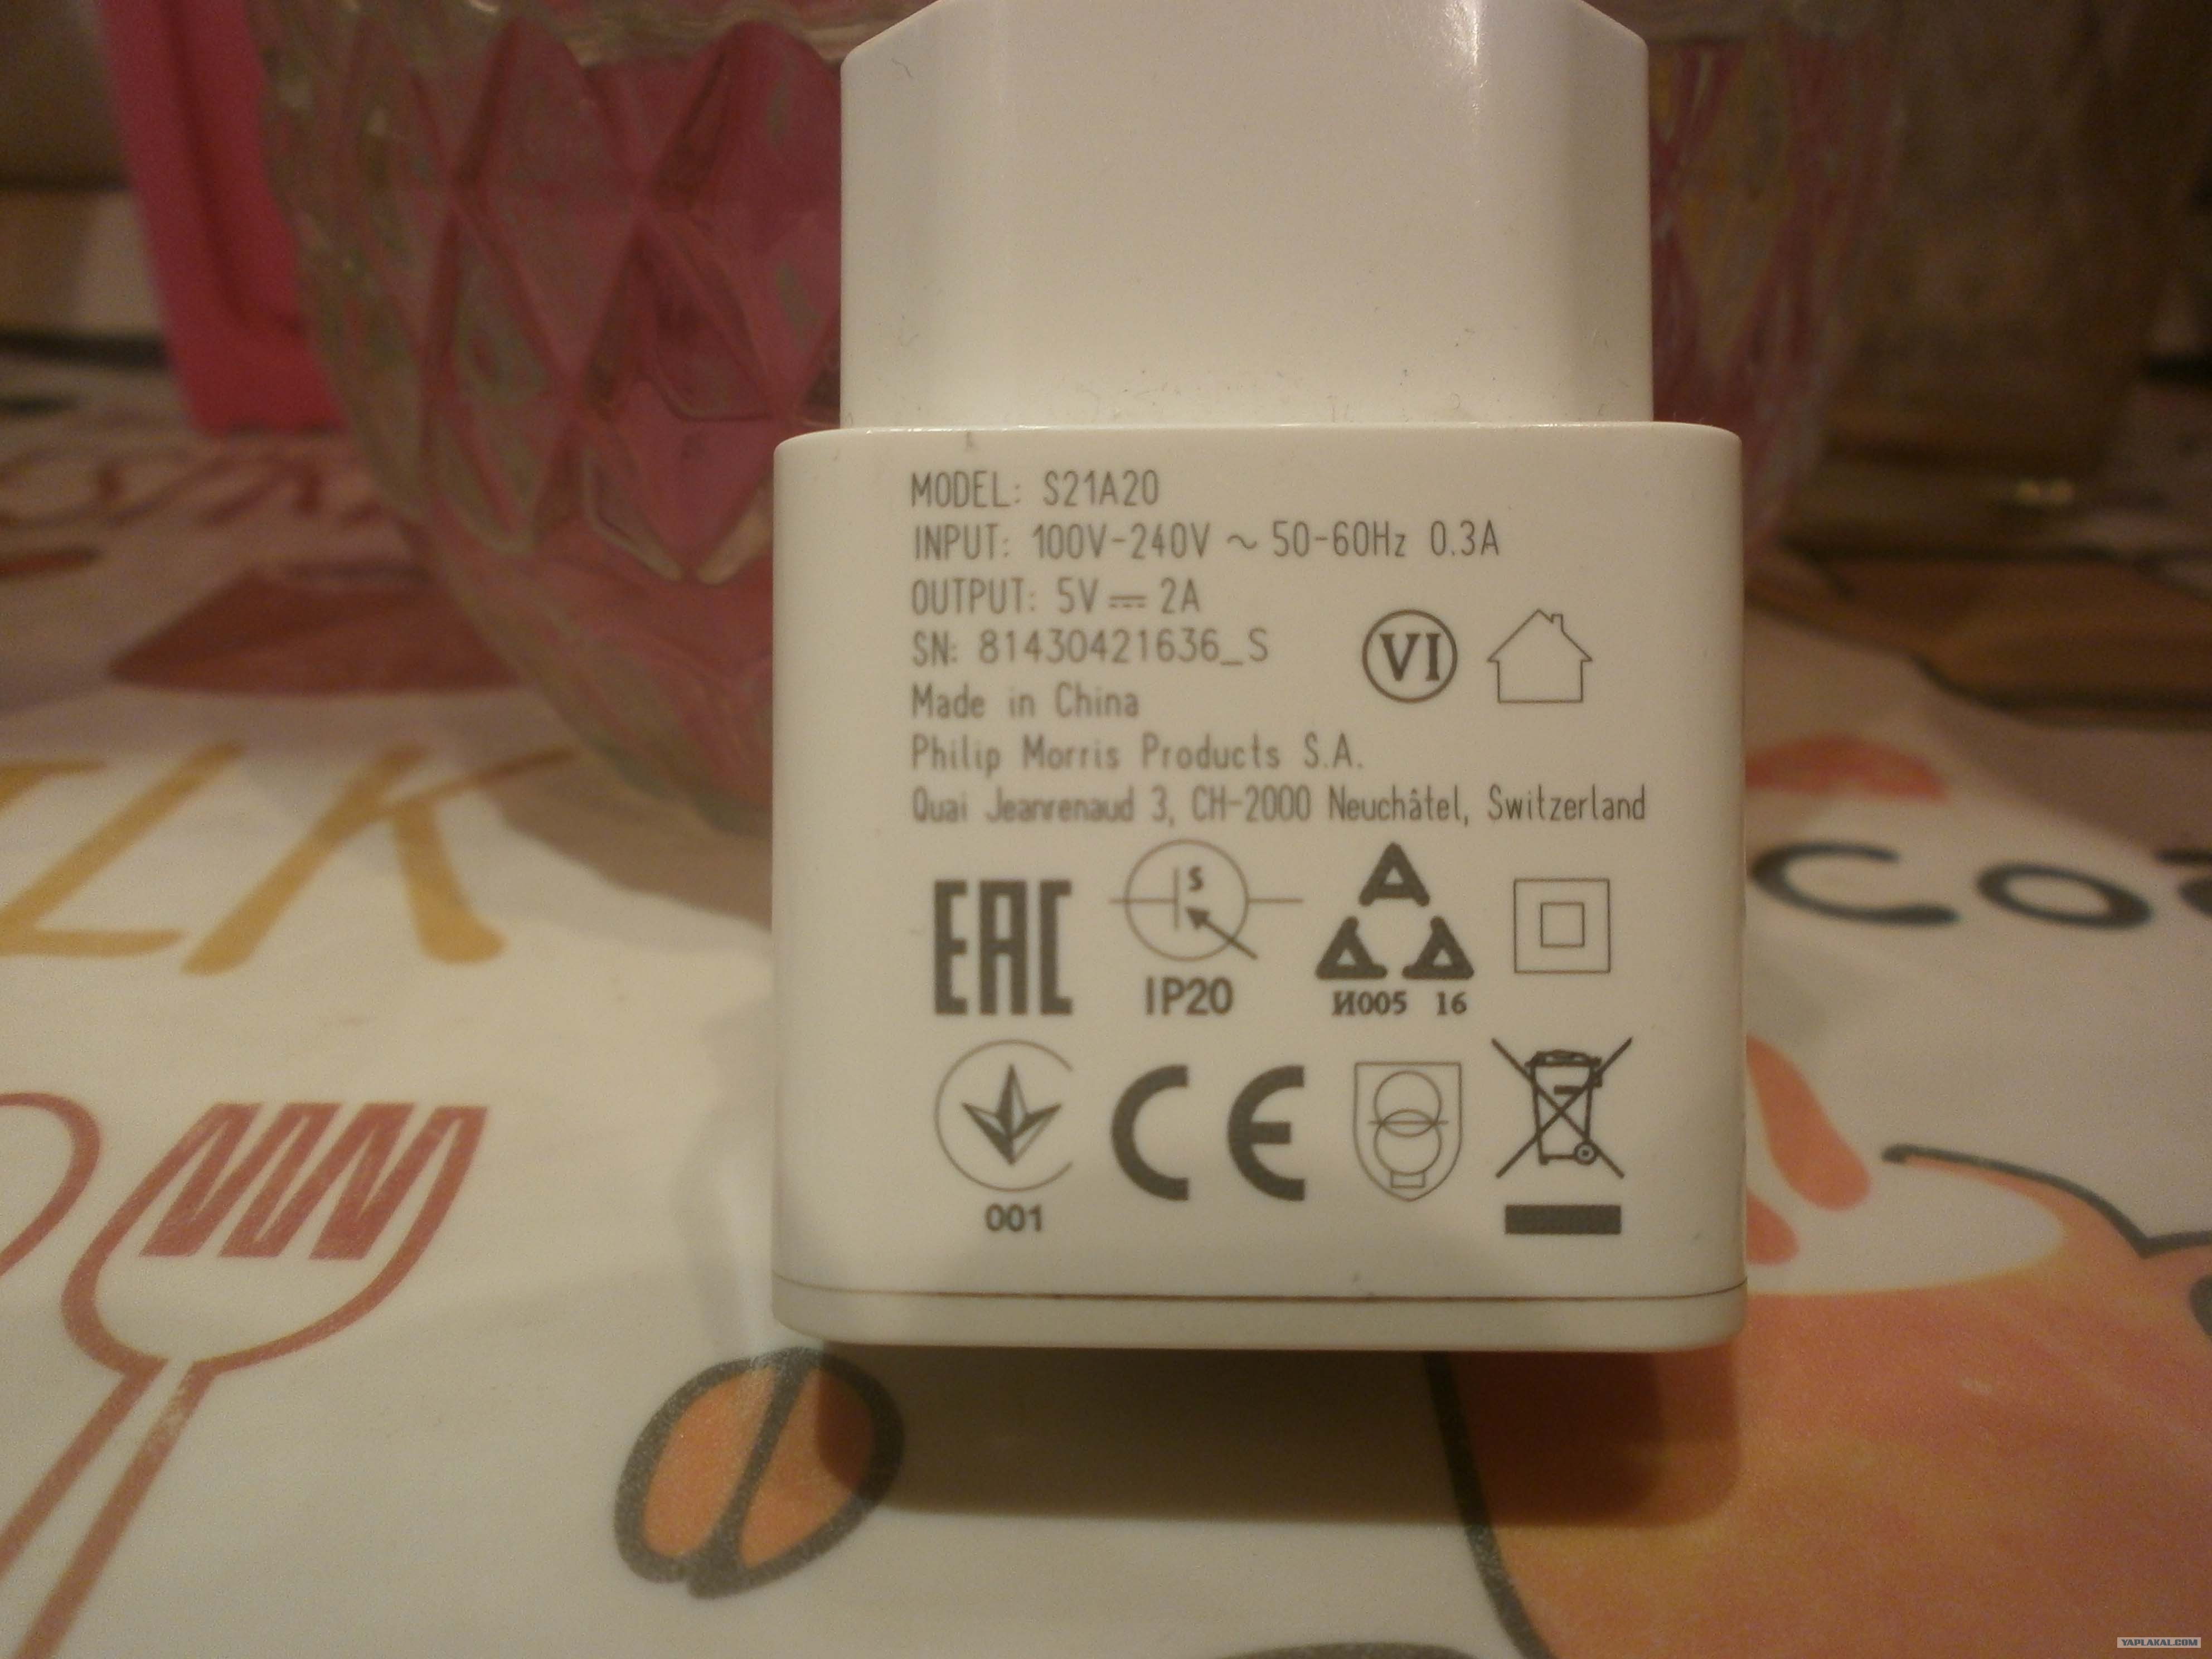 MODEL: S21A20
INPUT: 100V-240V ~ 50-60Hz 0.3A
OUTPUT: 5V ⎓ 2A
SN: 81430421636_S
VI
Made in China
Philip Morris Products S.A.
Quai Jeanrenaud 3, CH-2000 Neuchâtel, Switzerland
EAC
S
IP20
И005 16
001
CE
YAPLAKAL.COM